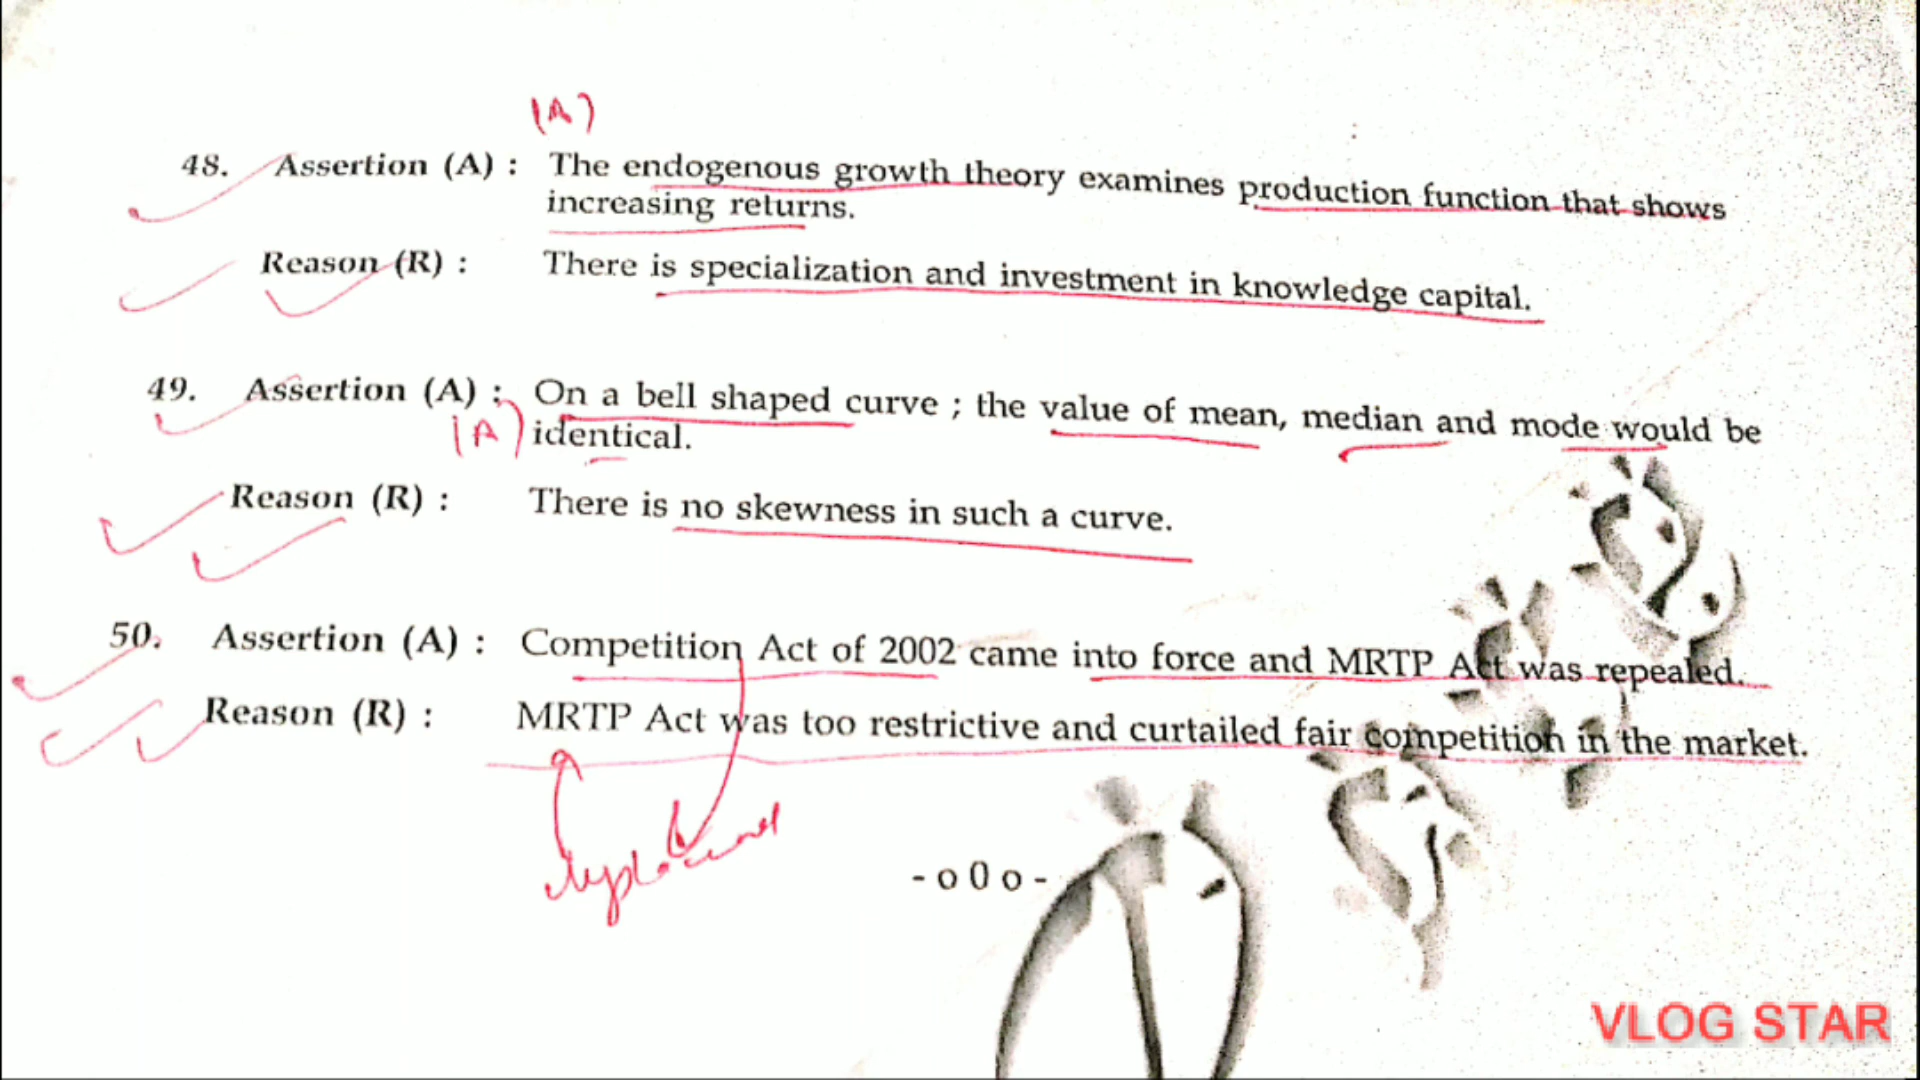 (A)
48. Assertion (A) : The endogenous growth theory examines production function that shows
increasing returns.
Reason (R) : There is specialization and investment in knowledge capital.
49. Assertion (A) : On a bell shaped curve ; the value of mean, median and mode would be
(A) identical.
Reason (R) : There is no skewness in such a curve.
50. Assertion (A) : Competition Act of 2002 came into force and MRTP Act was repealed.
Reason (R) : MRTP Act was too restrictive and curtailed fair competition in the market.
- o 0 o -
VLOG STAR